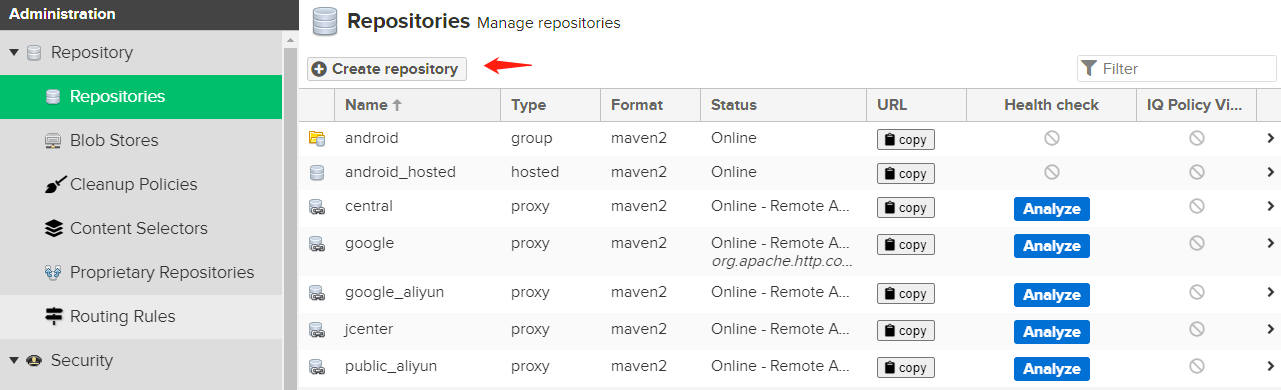 Administration
Repository
Repositories
Blob Stores
Cleanup Policies
Content Selectors
Proprietary Repositories
Routing Rules
Security
Repositories Manage repositories
Create repository
Filter
Name Type Format Status URL Health check IQ Policy Vi...
android group maven2 Online copy
android_hosted hosted maven2 Online copy
central proxy maven2 Online - Remote A... copy Analyze
google proxy maven2 Online - Remote A... copy Analyze
org.apache.http.co...
google_aliyun proxy maven2 Online - Remote A... copy Analyze
jcenter proxy maven2 Online - Remote A... copy Analyze
public_aliyun proxy maven2 Online - Remote A... copy Analyze